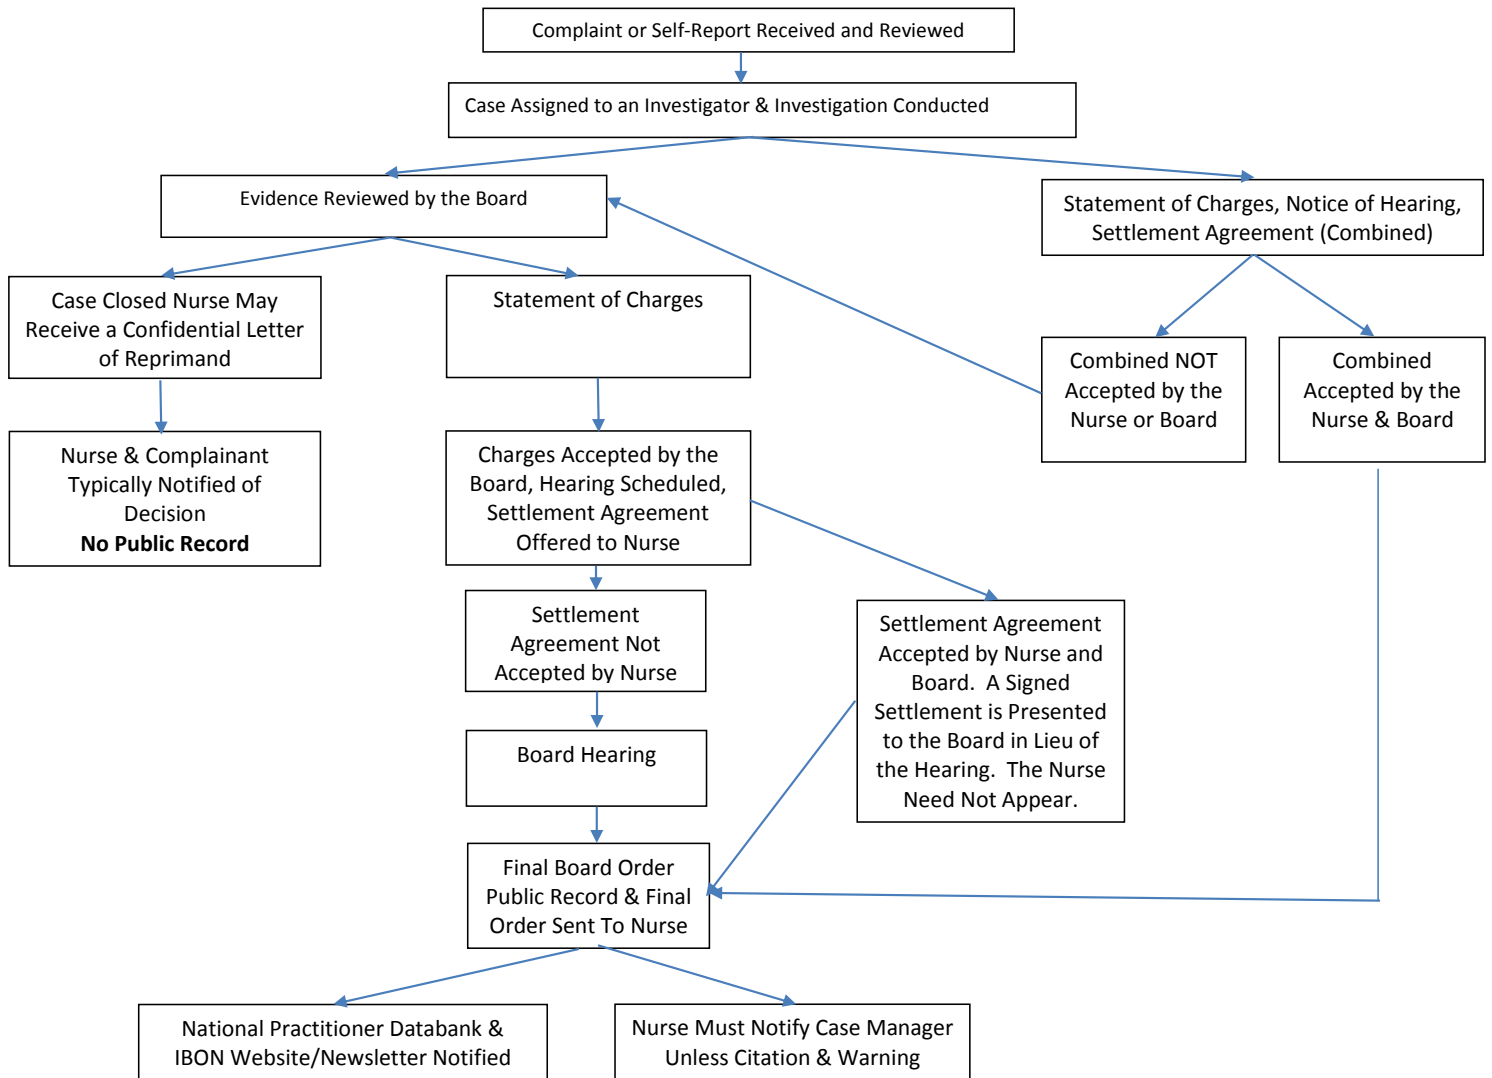 Complaint or Self-Report Received and Reviewed
Case Assigned to an Investigator & Investigation Conducted
Evidence Reviewed by the Board
Statement of Charges, Notice of Hearing,
Settlement Agreement (Combined)
Case Closed Nurse May
Receive a Confidential Letter
of Reprimand
Statement of Charges
Combined NOT
Accepted by the
Nurse or Board
Combined
Accepted by the
Nurse & Board
Nurse & Complainant
Typically Notified of
Decision
No Public Record
Charges Accepted by the
Board, Hearing Scheduled,
Settlement Agreement
Offered to Nurse
Settlement
Agreement Not
Accepted by Nurse
Settlement Agreement
Accepted by Nurse and
Board. A Signed
Settlement is Presented
to the Board in Lieu of
the Hearing. The Nurse
Need Not Appear.
Board Hearing
Final Board Order
Public Record & Final
Order Sent To Nurse
National Practitioner Databank &
IBON Website/Newsletter Notified
Nurse Must Notify Case Manager
Unless Citation & Warning